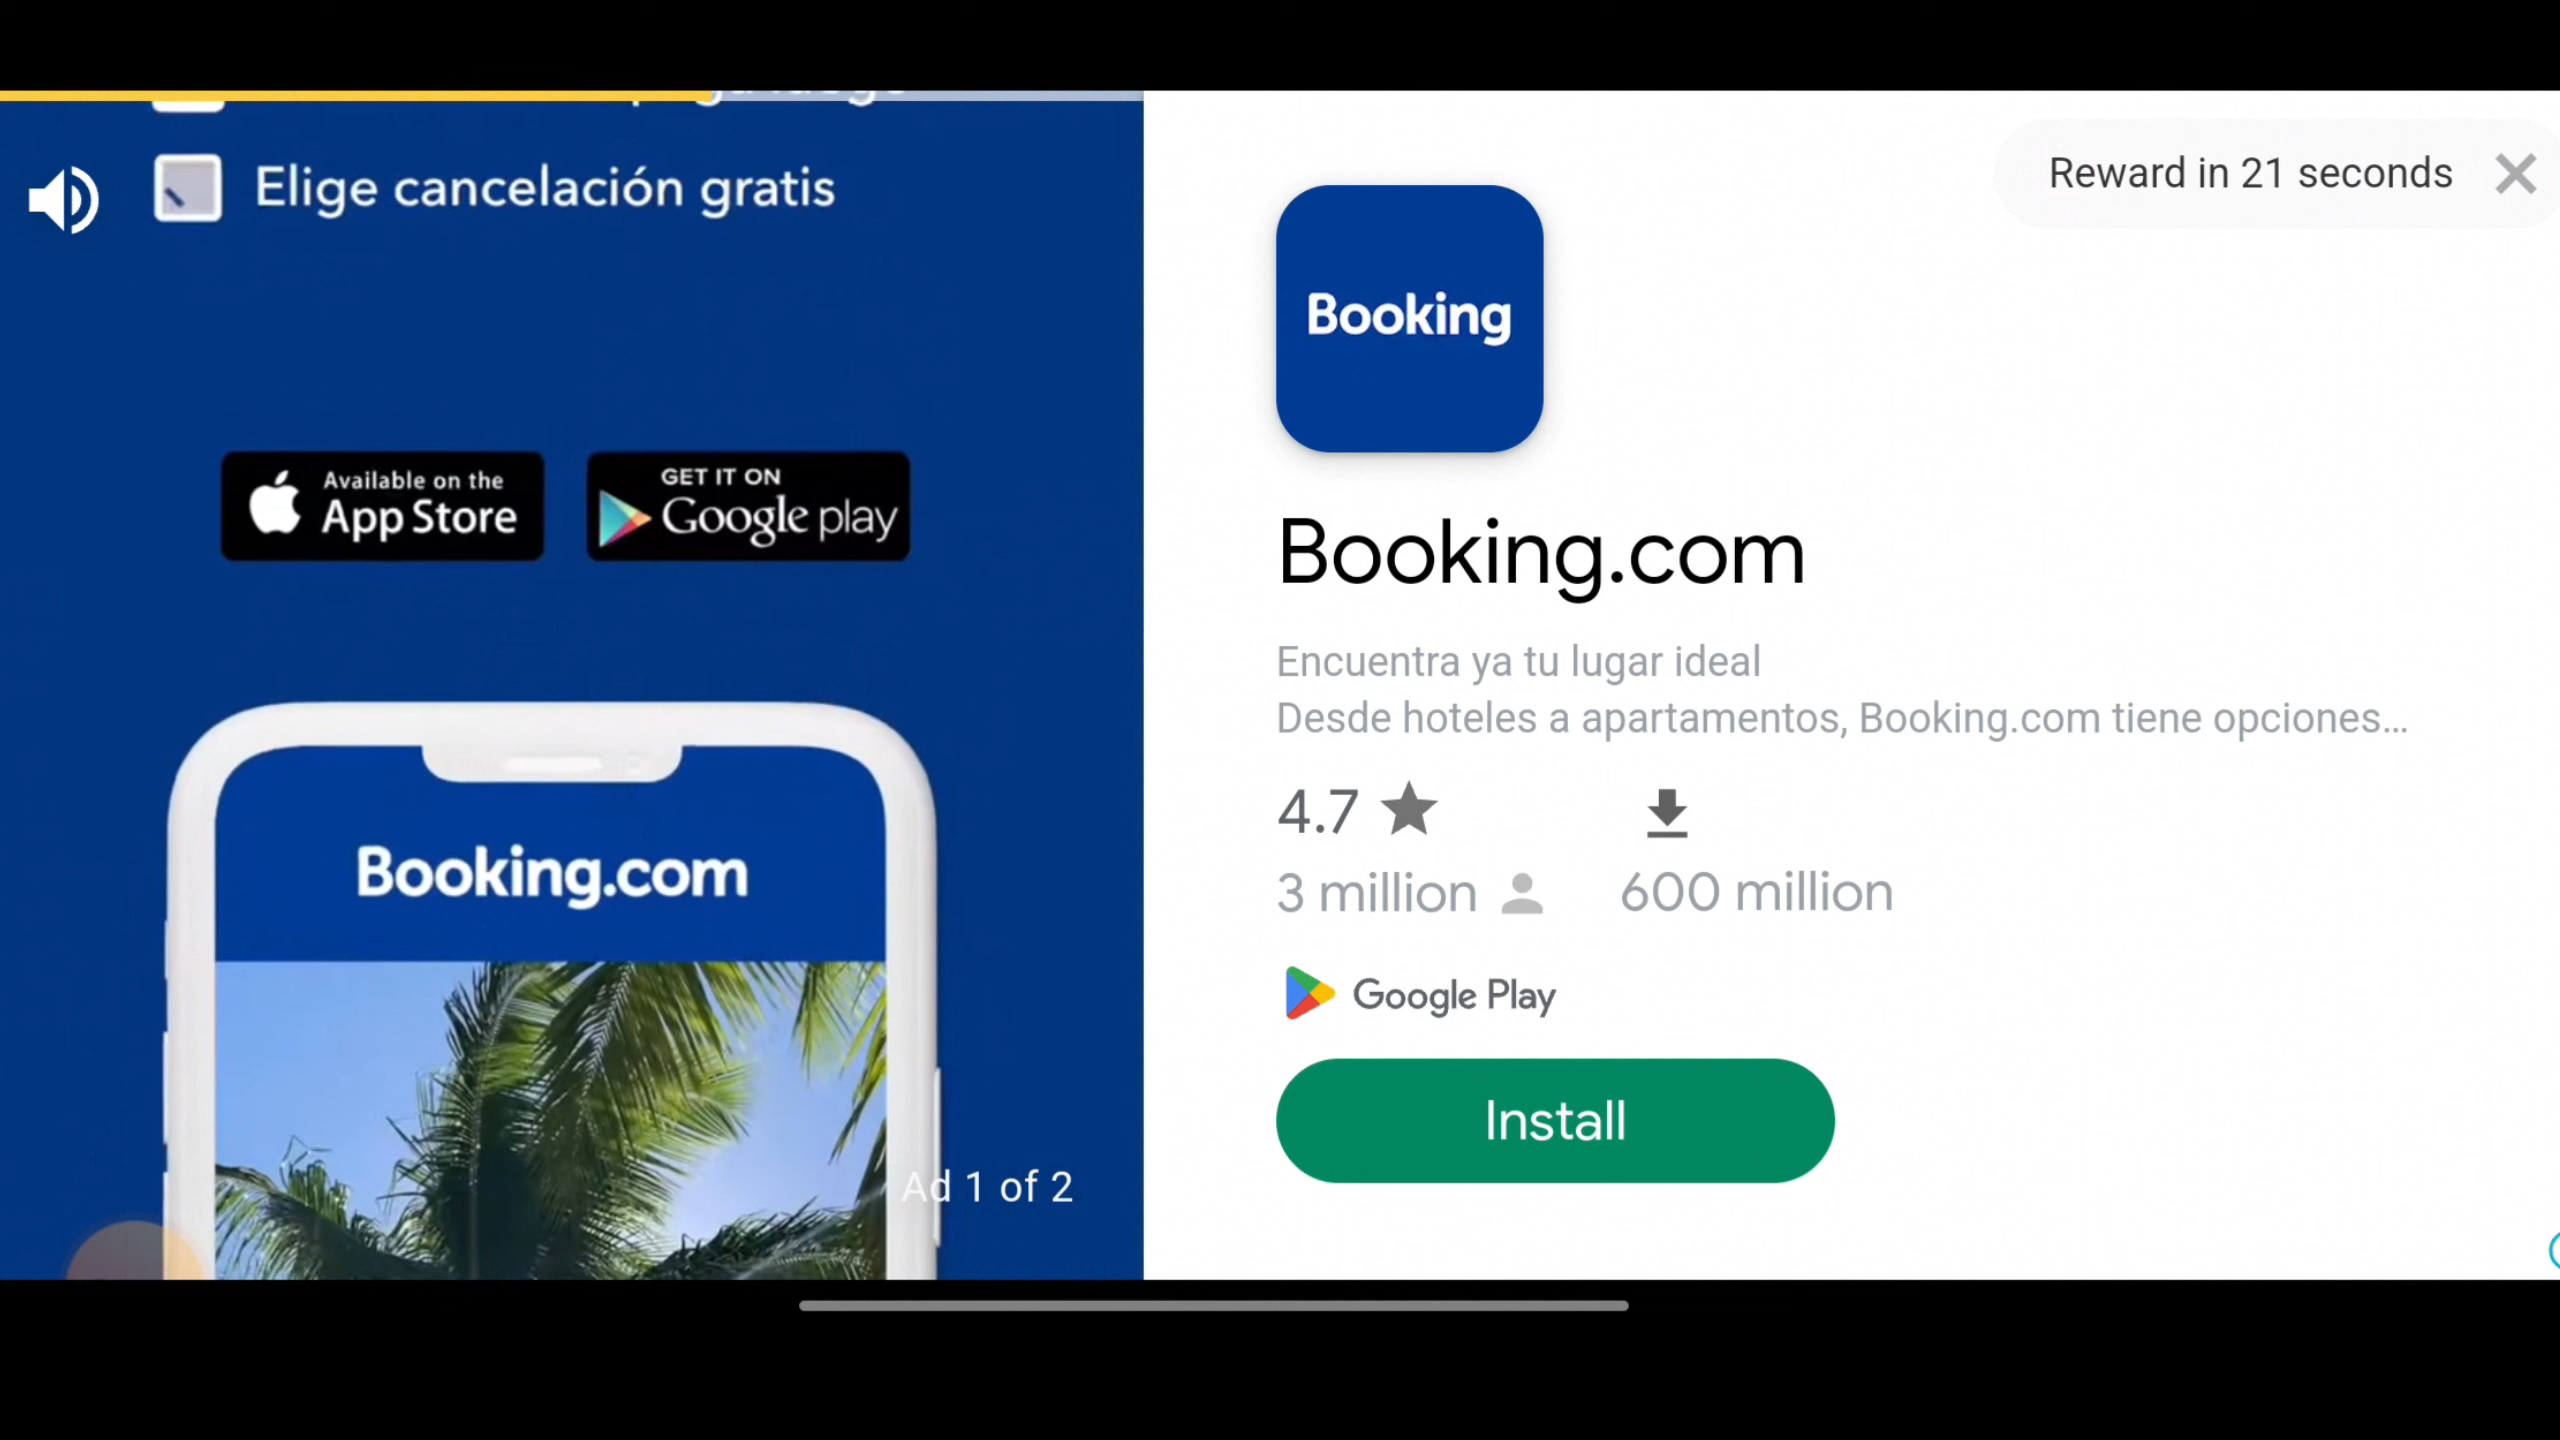 Elige cancelación gratis
Available on the
App Store
GET IT ON
Google play
Booking.com
Ad 1 of 2
Reward in 21 seconds
Booking
Booking.com
Encuentra ya tu lugar ideal
Desde hoteles a apartamentos, Booking.com tiene opciones...
4.7
3 million
600 million
Google Play
Install